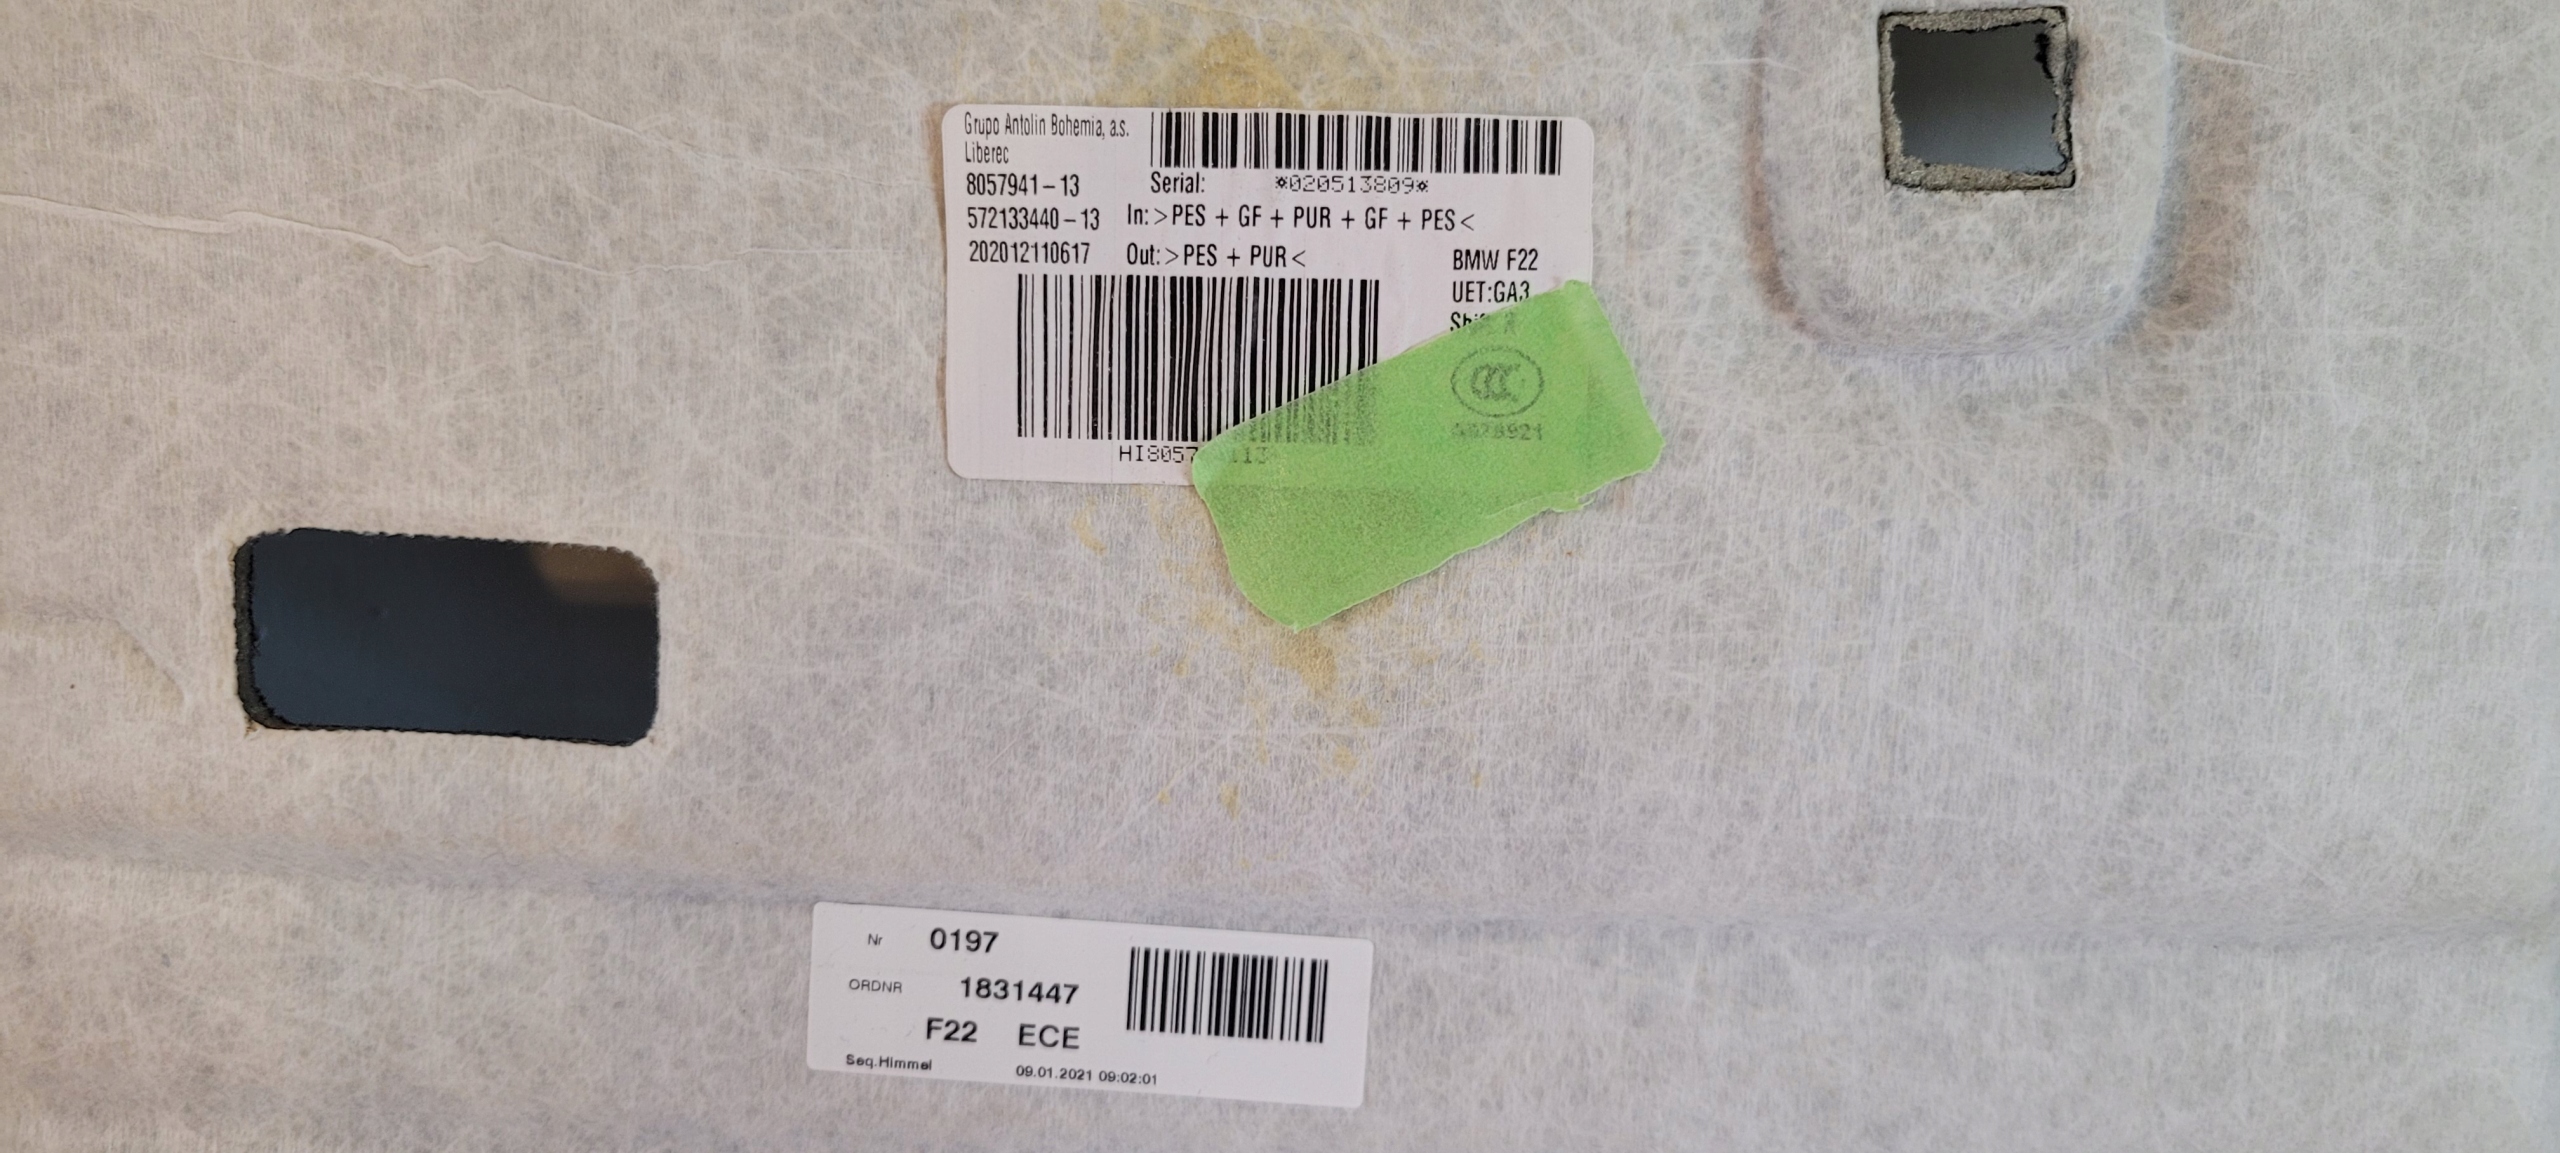 Grupo Antolin Bohemia, a.s.
Liberec
8057941-13
Serial: *020513809*
572133440-13
In: >PES + GF + PUR + GF + PES<
202012110617
Out: >PES + PUR<
BMW F22
UET:GA3
CCC
Nr 0197
ORDNR 1831447
F22 ECE
Seq.Himmel 09.01.2021 09:02:01